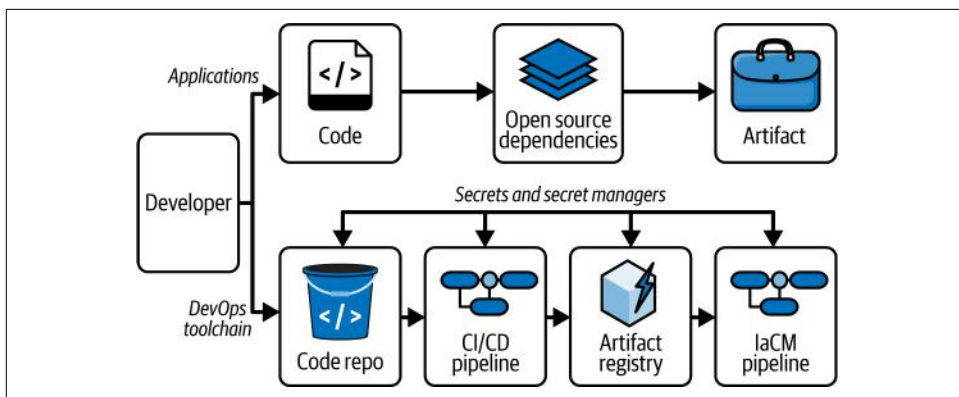 Applications
</>
Code
Open source
dependencies
Artifact
Developer
Secrets and secret managers
DevOps
toolchain
</>
Code repo
CI/CD
pipeline
Artifact
registry
IaCM
pipeline